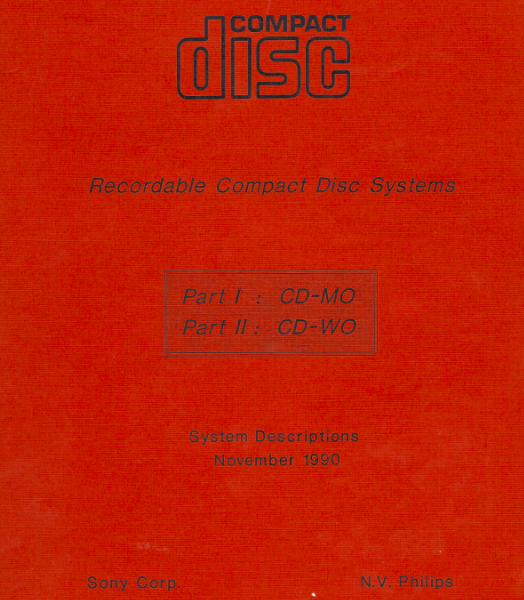 COMPACT
disc
Recordable Compact Disc Systems
Part I : CD-MO
Part II : CD-WO
System Descriptions
November 1990
Sony Corp.
N.V. Philips